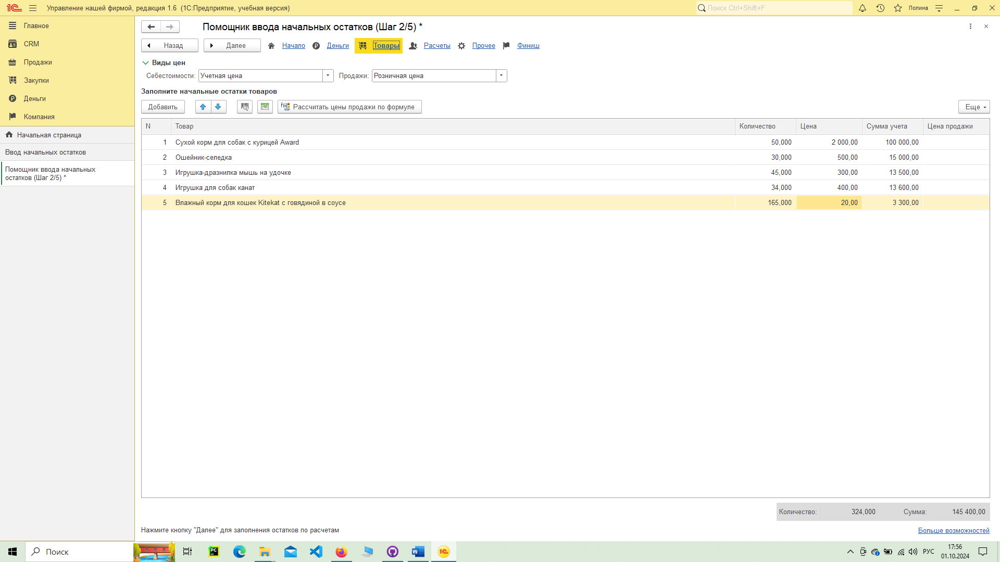 Управление нашей фирмой, редакция 1.6 (1С:Предприятие, учебная версия)
Поиск Ctrl+Shift+F
Полина
Главное
CRM
Продажи
Закупки
Деньги
Компания
Начальная страница
Ввод начальных остатков
Помощник ввода начальных
остатков (Шаг 2/5) *
Помощник ввода начальных остатков (Шаг 2/5) *
Назад Далее Начало Деньги Товары Расчеты Прочее Финиш
Виды цен
Себестоимости: Учетная цена Продажи: Розничная цена
Заполните начальные остатки товаров
Добавить Рассчитать цены продажи по формуле Еще
N Товар Количество Цена Сумма учета Цена продажи
1 Сухой корм для собак с курицей Award 50,000 2 000,00 100 000,00
2 Ошейник-селедка 30,000 500,00 15 000,00
3 Игрушка-дразнилка мышь на удочке 45,000 300,00 13 500,00
4 Игрушка для собак канат 34,000 400,00 13 600,00
5 Влажный корм для кошек Kitekat с говядиной в соусе 165,000 20,00 3 300,00
Количество: 324,000 Сумма: 145 400,00
Нажмите кнопку "Далее" для заполнения остатков по расчетам
Больше возможностей
Поиск
РУС
17:56
01.10.2024